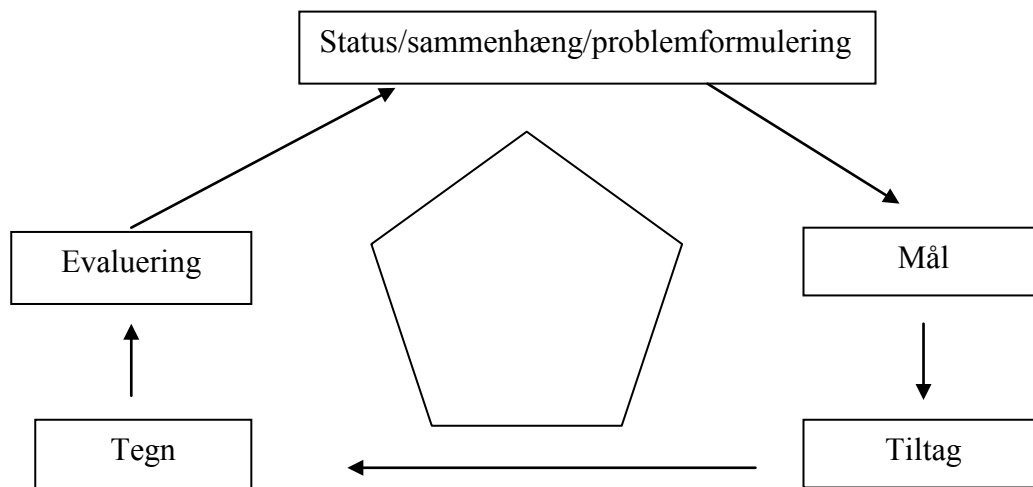 Status/sammenhæng/problemformulering
Evaluering
Mål
Tegn
Tiltag